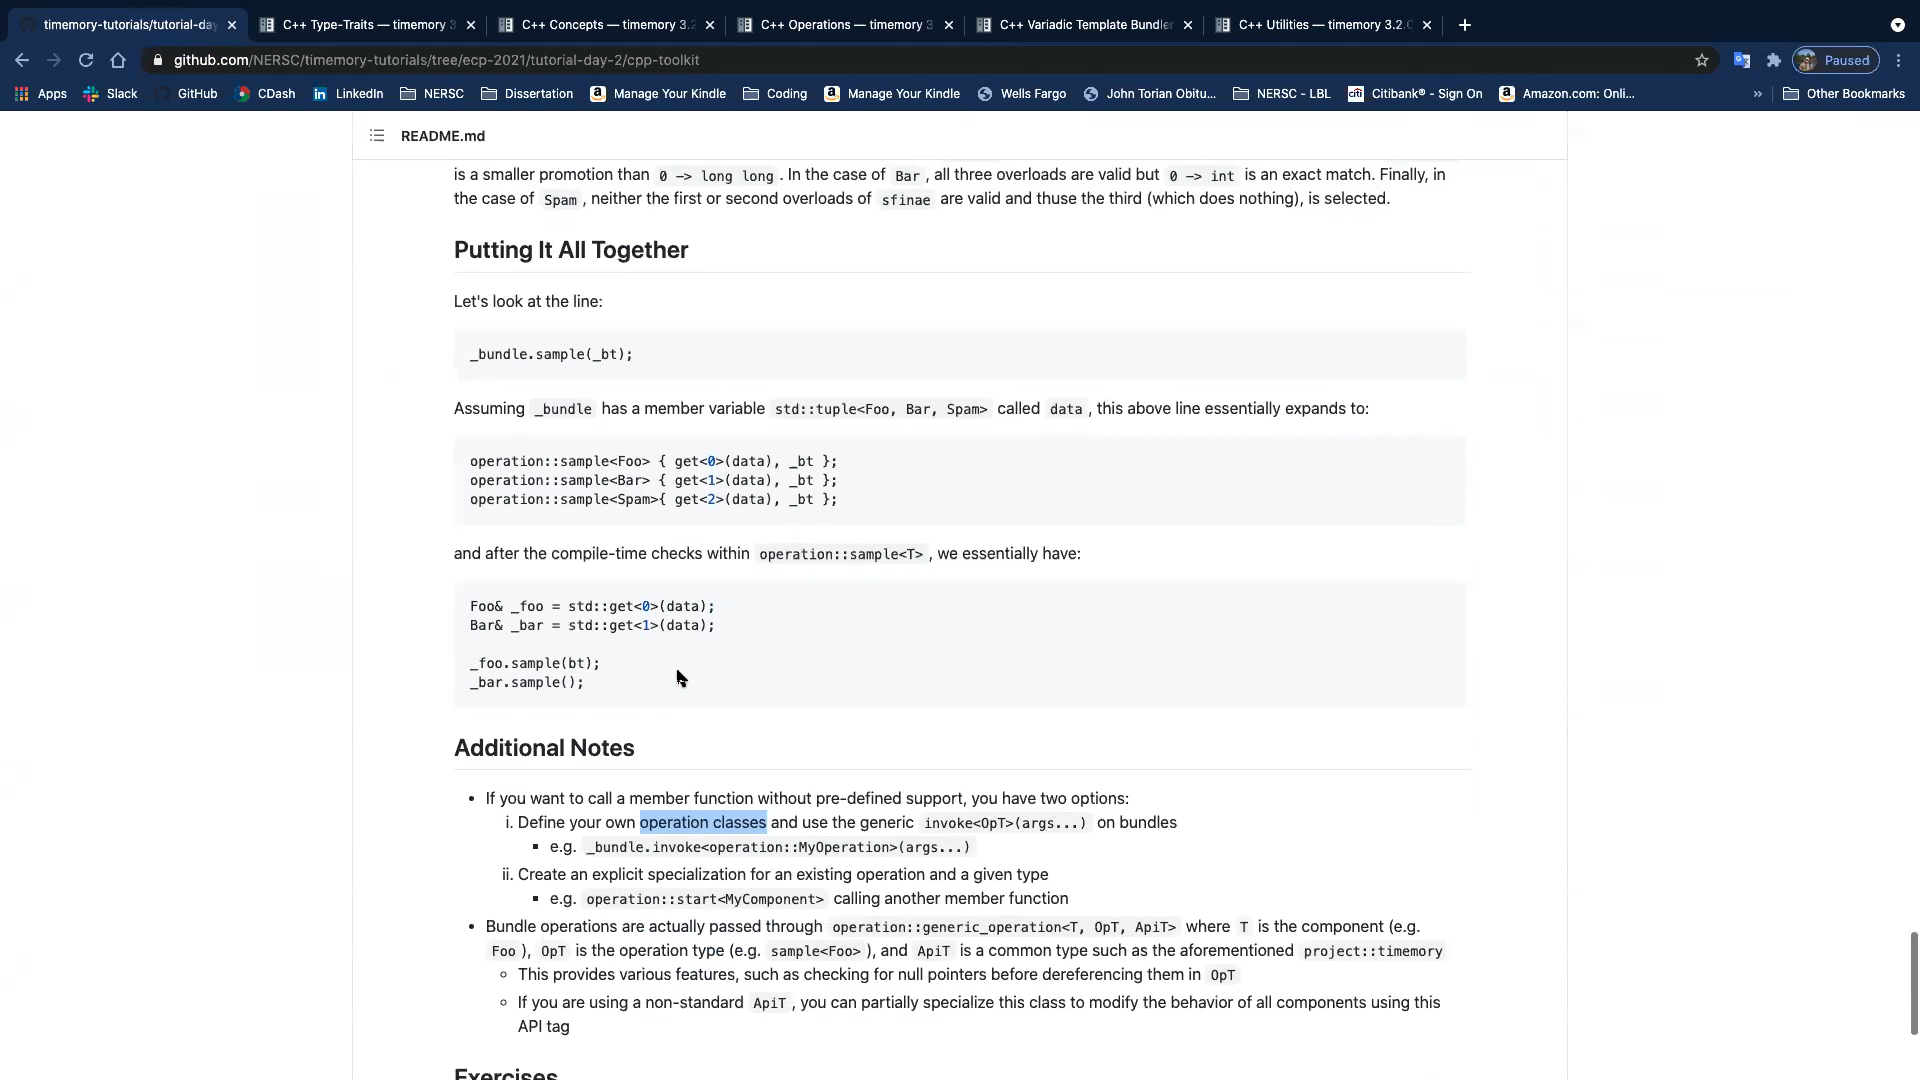 timemory-tutorials/tutorial-day
C++ Type-Traits — timemory 3
C++ Concepts — timemory 3.2
C++ Operations — timemory 3
C++ Variadic Template Bundler
C++ Utilities — timemory 3.2.0
github.com/NERSC/timemory-tutorials/tree/ecp-2021/tutorial-day-2/cpp-toolkit
Paused
Apps Slack GitHub CDash LinkedIn NERSC Dissertation Manage Your Kindle Coding Manage Your Kindle Wells Fargo John Torian Obitu... NERSC - LBL Citibank® - Sign On Amazon.com: Onli... » Other Bookmarks
README.md
is a smaller promotion than 0 -> long long . In the case of Bar , all three overloads are valid but 0 -> int is an exact match. Finally, in
the case of Spam , neither the first or second overloads of sfinae are valid and thuse the third (which does nothing), is selected.
Putting It All Together
Let's look at the line:
_bundle.sample(_bt);
Assuming _bundle has a member variable std::tuple<Foo, Bar, Spam> called data , this above line essentially expands to:
operation::sample<Foo> { get<0>(data), _bt };
operation::sample<Bar> { get<1>(data), _bt };
operation::sample<Spam>{ get<2>(data), _bt };
and after the compile-time checks within operation::sample<T> , we essentially have:
Foo& _foo = std::get<0>(data);
Bar& _bar = std::get<1>(data);
_foo.sample(bt);
_bar.sample();
Additional Notes
• If you want to call a member function without pre-defined support, you have two options:
i. Define your own operation classes and use the generic invoke<OpT>(args...) on bundles
▪ e.g. _bundle.invoke<operation::MyOperation>(args...)
ii. Create an explicit specialization for an existing operation and a given type
▪ e.g. operation::start<MyComponent> calling another member function
• Bundle operations are actually passed through operation::generic_operation<T, OpT, ApiT> where T is the component (e.g.
Foo ), OpT is the operation type (e.g. sample<Foo> ), and ApiT is a common type such as the aforementioned project::timemory
◦ This provides various features, such as checking for null pointers before dereferencing them in OpT
◦ If you are using a non-standard ApiT , you can partially specialize this class to modify the behavior of all components using this
API tag
Exercises